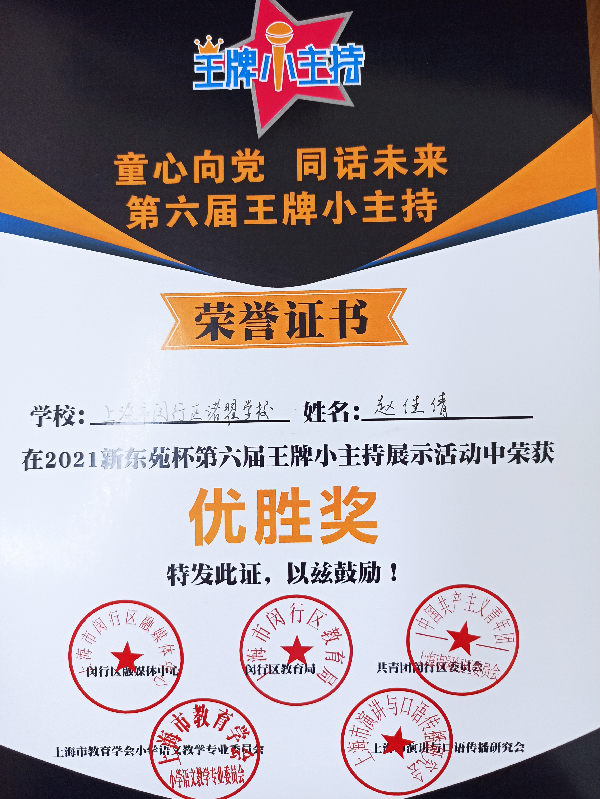 王牌小主持
童心向党 同话未来
第六届王牌小主持
荣誉证书
学校：上海市闵行区诺翟学校 姓名：赵佳倩
在2021新东苑杯第六届王牌小主持展示活动中荣获
优胜奖
特发此证，以兹鼓励！
上海市闵行区融媒体中心
闵行区融媒体中心
上海市闵行区教育局
闵行区教育局
中国共产主义青年团
上海市闵行区委员会
共青团闵行区委员会
上海市教育学会
小学语文教学专业委员会
上海市教育学会小学语文教学专业委员会
上海市演讲与口语传播研究会
上海市演讲与口语传播研究会